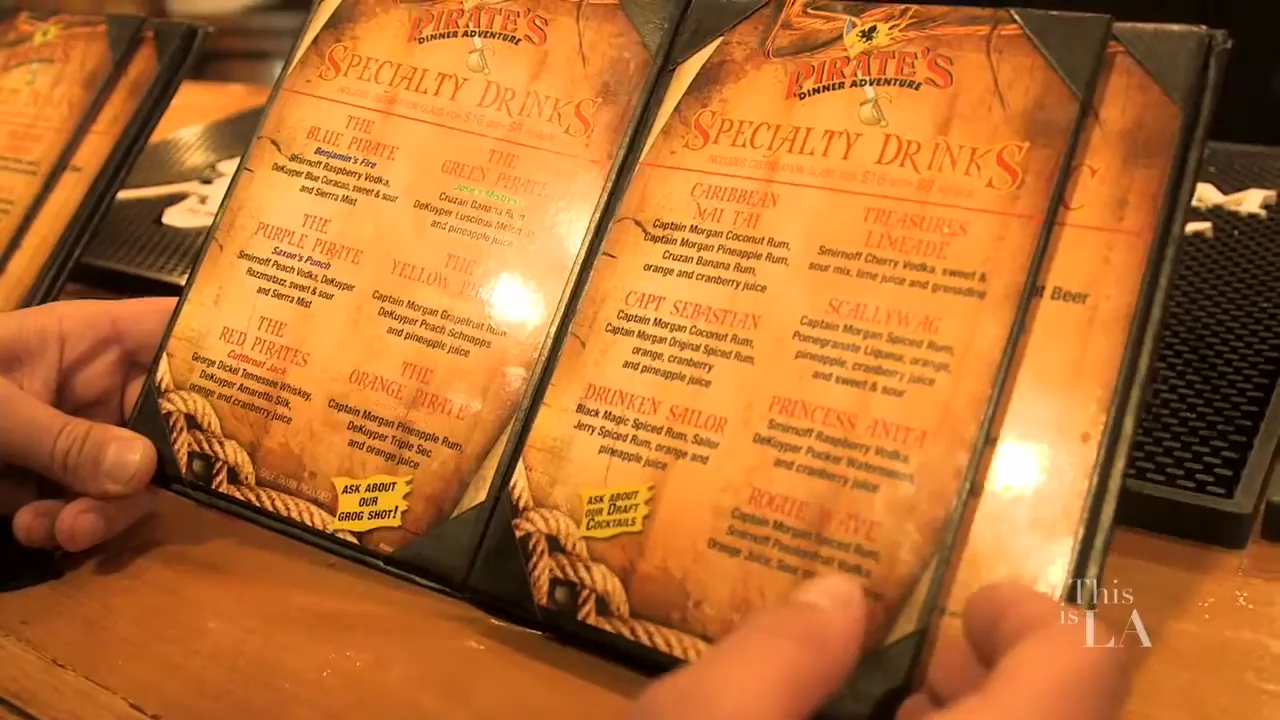 PIRATE'S
DINNER ADVENTURE
SPECIALTY DRINKS
THE
BLUE PIRATE
Benjamin's Fire
Smirnoff Raspberry Vodka,
DeKuyper Blue Curacao, sweet & sour
and Sierra Mist
THE
PURPLE PIRATE
Saxon's Punch
Smirnoff Peach Vodka, DeKuyper
Razzmatazz, sweet & sour
and Sierra Mist
THE
RED PIRATES
Cutthroat Jack
George Dickel Tennessee Whiskey,
DeKuyper Amaretto Silk,
orange and cranberry juice
THE
GREEN PIRATE
Cruzan Banana Rum
DeKuyper Luscious Melon
and pineapple juice
THE
YELLOW
Captain Morgan Grapefruit Rum
DeKuyper Peach Schnapps
and pineapple juice
THE
ORANGE PIRATE
Captain Morgan Pineapple Rum,
DeKuyper Triple Sec
and orange juice
ASK ABOUT
OUR
GROG SHOT!
PIRATE'S
DINNER ADVENTURE
SPECIALTY DRINKS
CARIBBEAN
MAI TAI
Captain Morgan Coconut Rum,
Captain Morgan Pineapple Rum,
Cruzan Banana Rum,
orange and cranberry juice
CAPT SEBASTIAN
Captain Morgan Coconut Rum,
Captain Morgan Original Spiced Rum,
orange, cranberry
and pineapple juice
DRUNKEN SAILOR
Black Magic Spiced Rum, Sailor
Jerry Spiced Rum, orange and
pineapple juice
ASK ABOUT
OUR DRAFT
COCKTAILS
TREASURES
LIMEADE
Smirnoff Cherry Vodka, sweet &
sour mix, lime juice and grenadine
SCALLYWAG
Captain Morgan Spiced Rum,
Pomegranate Liqueur, orange,
pineapple, cranberry juice
and sweet & sour
PRINCESS ANITA
Smirnoff Raspberry Vodka,
DeKuyper Pucker Watermelon,
and cranberry juice
ROGUE WAVE
Captain Morgan Spiced Rum,
Smirnoff Passionfruit Vodka,
Orange Juice, Sour
Beer
This
is LA